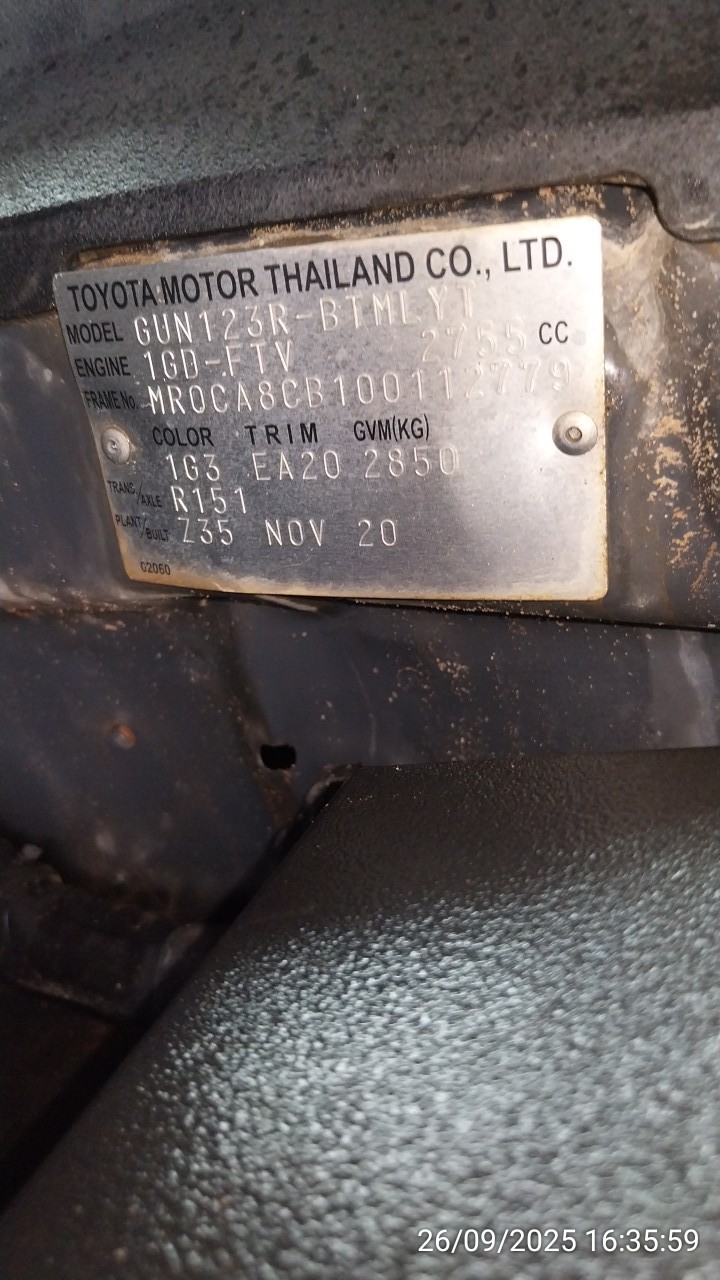 TOYOTA MOTOR THAILAND CO., LTD.
MODEL GUN123R-BTMLYT
ENGINE 1GD-FTV 2755 CC
FRAME No. MR0CA8CB100112779
COLOR TRIM GVM(KG)
1G3 EA20 2850
TRANS./AXLE R151
PLANT/BUILT Z35 NOV 20
G2060
26/09/2025 16:35:59